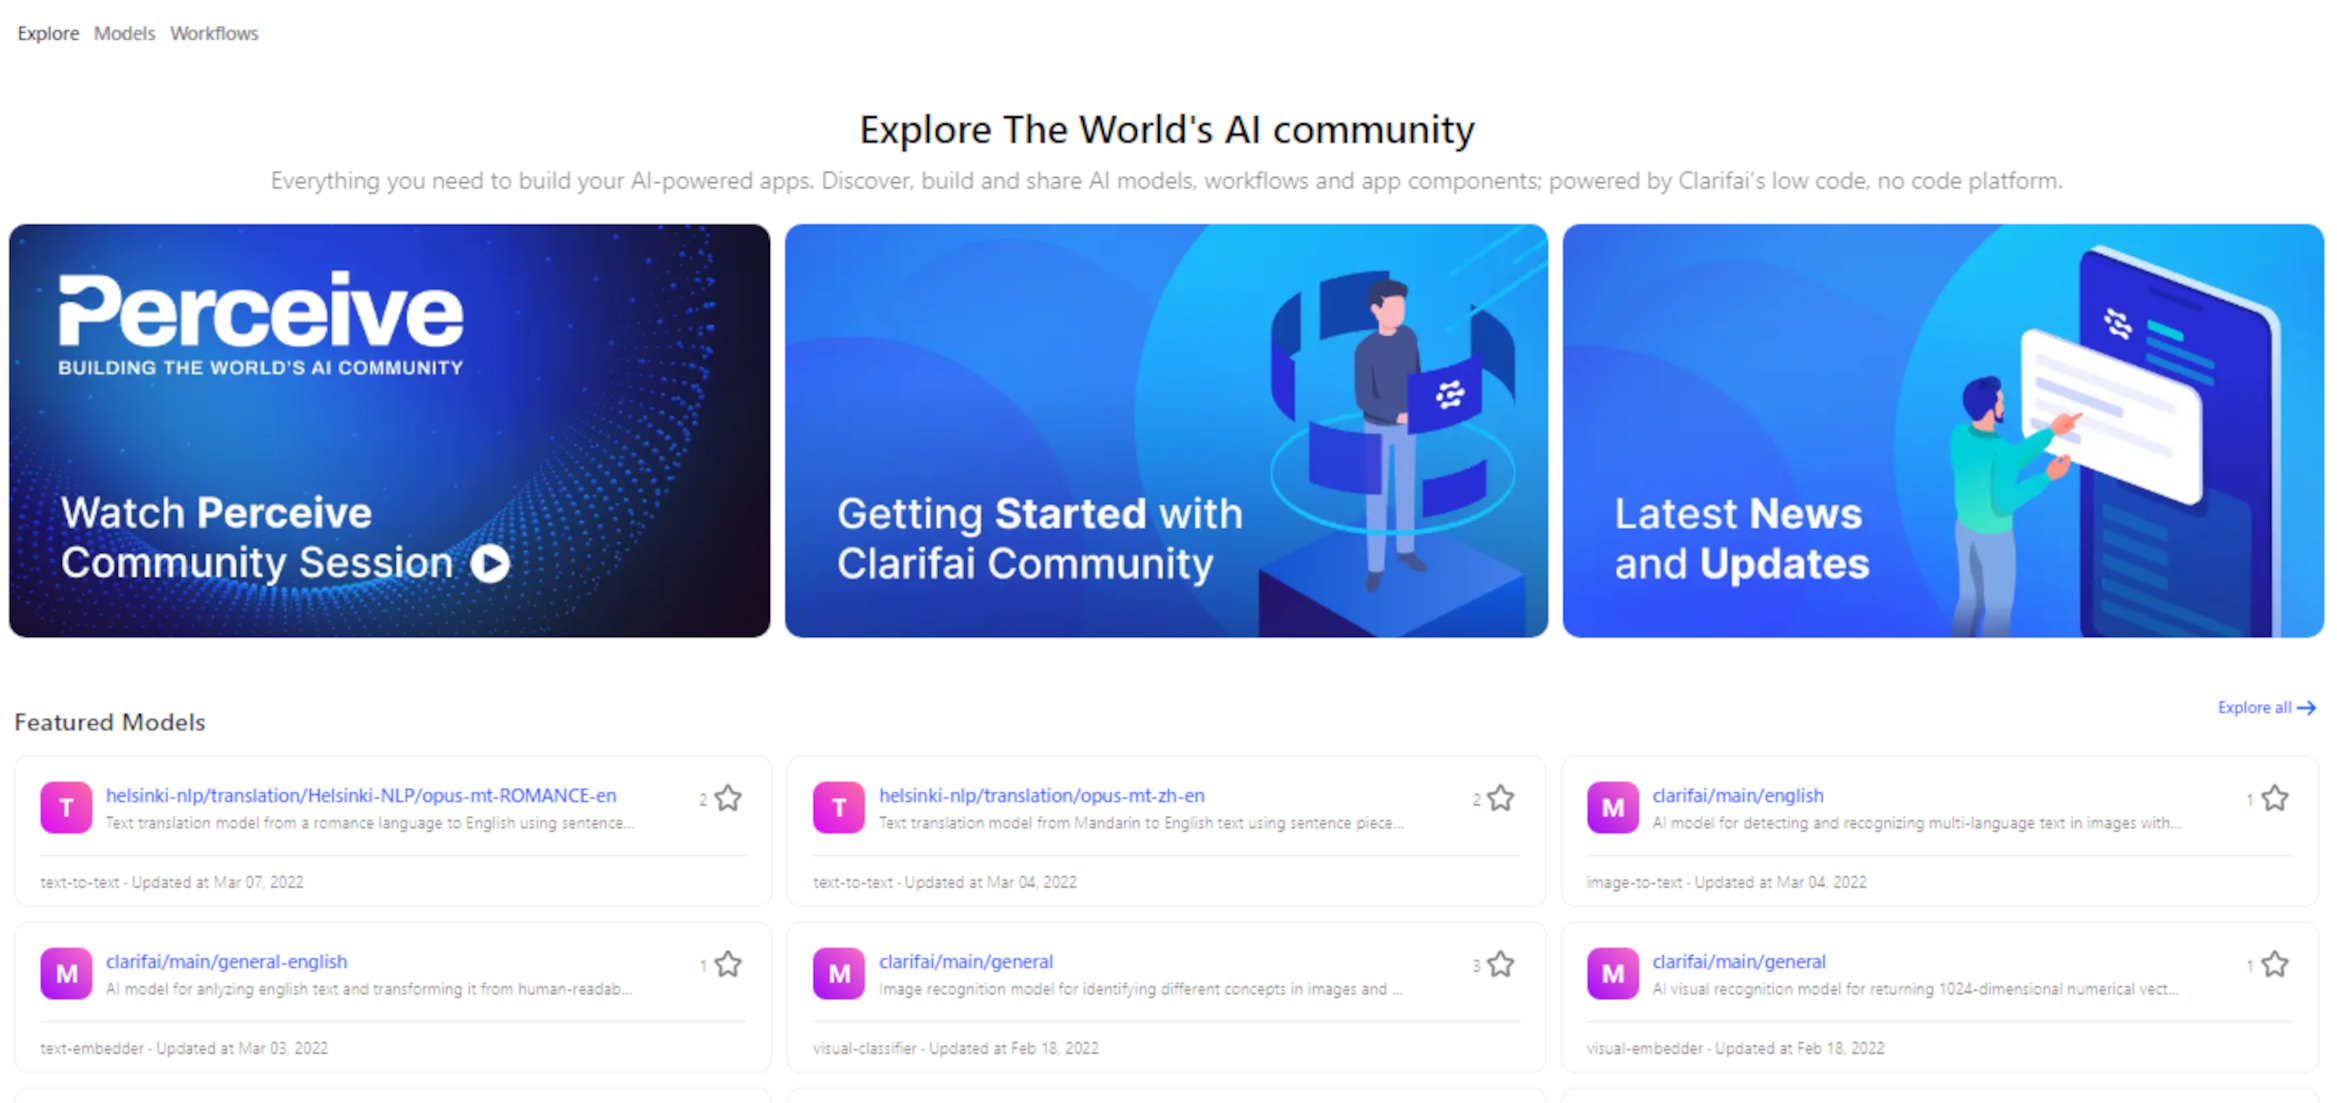 Explore Models Workflows
Explore The World's AI community
Everything you need to build your AI-powered apps. Discover, build and share AI models, workflows and app components; powered by Clarifai's low code, no code platform.
Perceive
BUILDING THE WORLD'S AI COMMUNITY
Watch Perceive
Community Session
Getting Started with
Clarifai Community
Latest News
and Updates
Featured Models
Explore all
T
helsinki-nlp/translation/Helsinki-NLP/opus-mt-ROMANCE-en
2
Text translation model from a romance language to English using sentence...
text-to-text - Updated at Mar 07, 2022
T
helsinki-nlp/translation/opus-mt-zh-en
2
Text translation model from Mandarin to English text using sentence piece...
text-to-text - Updated at Mar 04, 2022
M
clarifai/main/english
1
AI model for detecting and recognizing multi-language text in images with...
image-to-text - Updated at Mar 04, 2022
M
clarifai/main/general-english
1
AI model for anlyzing english text and transforming it from human-readab...
text-embedder - Updated at Mar 03, 2022
M
clarifai/main/general
3
Image recognition model for identifying different concepts in images and ...
visual-classifier - Updated at Feb 18, 2022
M
clarifai/main/general
1
AI visual recognition model for returning 1024-dimensional numerical vect...
visual-embedder - Updated at Feb 18, 2022